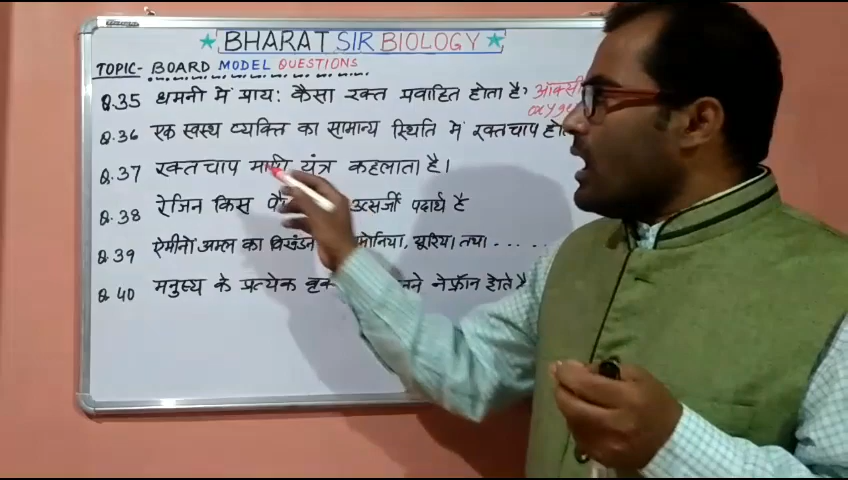 BHARAT SIR BIOLOGY
TOPIC- BOARD MODEL QUESTIONS
Q.35 धमनी में प्राय: कैसा रक्त प्रवाहित होता है? ऑक्सी
oxyge
Q.36 एक स्वस्थ व्यक्ति का सामान्य स्थिति में रक्तचाप हो
Q.37 रक्तचाप मापी यंत्र कहलाता है।
Q.38 रेजिन किस उत्सर्जी पदार्थ है
Q.39 ऐमीनों अम्ल का विखंडन मोनिया, यूरिया तथा . . . . .
Q.40 मनुष्य के प्रत्येक वृक तने नेफ्रॉन होते है